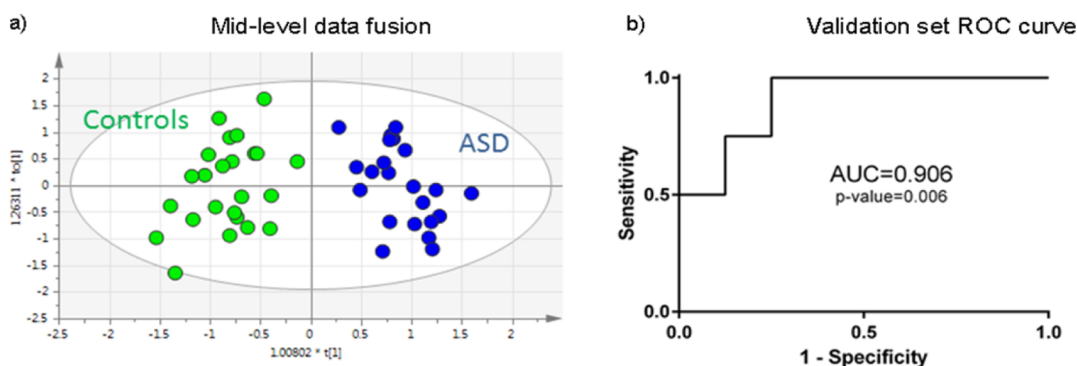 a) Mid-level data fusion
Controls
ASD
2
1.5
1
0.5
0
-0.5
-1
-1.5
-2
-2.5
1.26311 * to[1]
-2.5 -2 -1.5 -1 -0.5 0 0.5 1 1.5 2
1.00802 * t[1]
b) Validation set ROC curve
1.0
0.5
0.0
Sensitivity
AUC=0.906
p-value=0.006
0.0 0.5 1.0
1 - Specificity